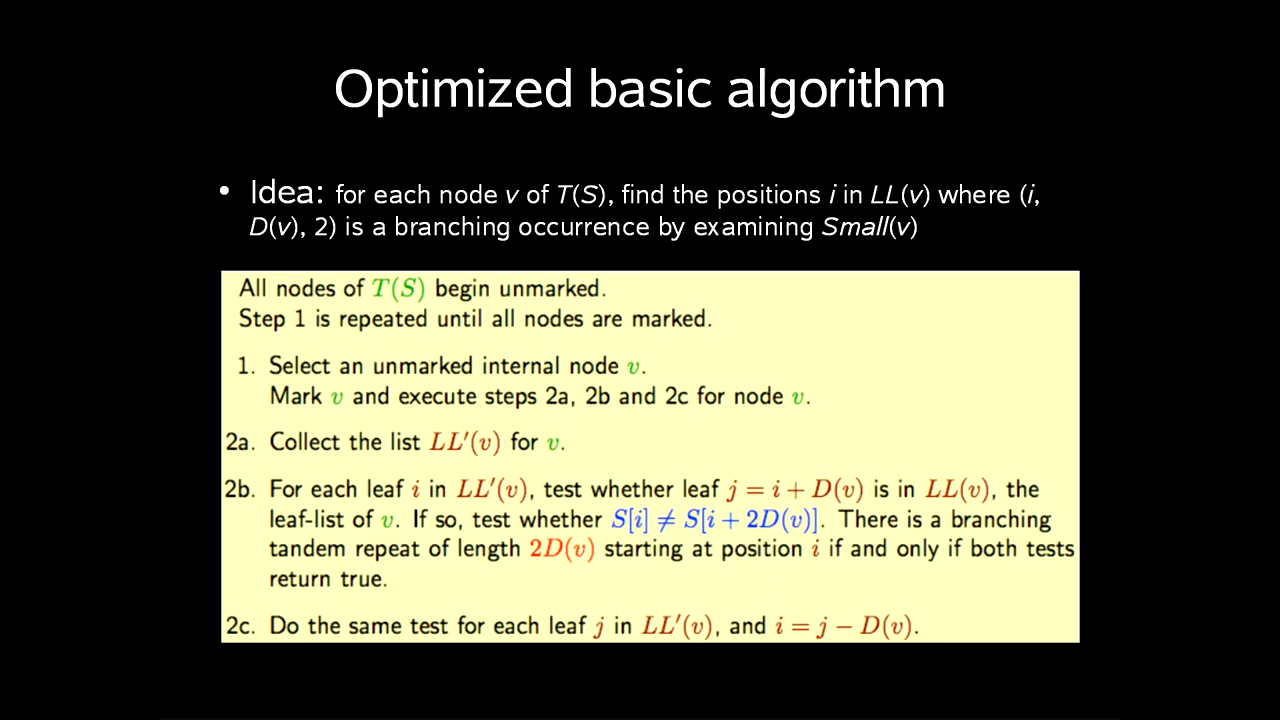 Optimized basic algorithm
• Idea: for each node v of T(S), find the positions i in LL(v) where (i,
D(v), 2) is a branching occurrence by examining Small(v)
All nodes of T(S) begin unmarked.
Step 1 is repeated until all nodes are marked.
1. Select an unmarked internal node v.
Mark v and execute steps 2a, 2b and 2c for node v.
2a. Collect the list LL′(v) for v.
2b. For each leaf i in LL′(v), test whether leaf j = i + D(v) is in LL(v), the
leaf-list of v. If so, test whether S[i] ≠ S[i + 2D(v)]. There is a branching
tandem repeat of length 2D(v) starting at position i if and only if both tests
return true.
2c. Do the same test for each leaf j in LL′(v), and i = j − D(v).